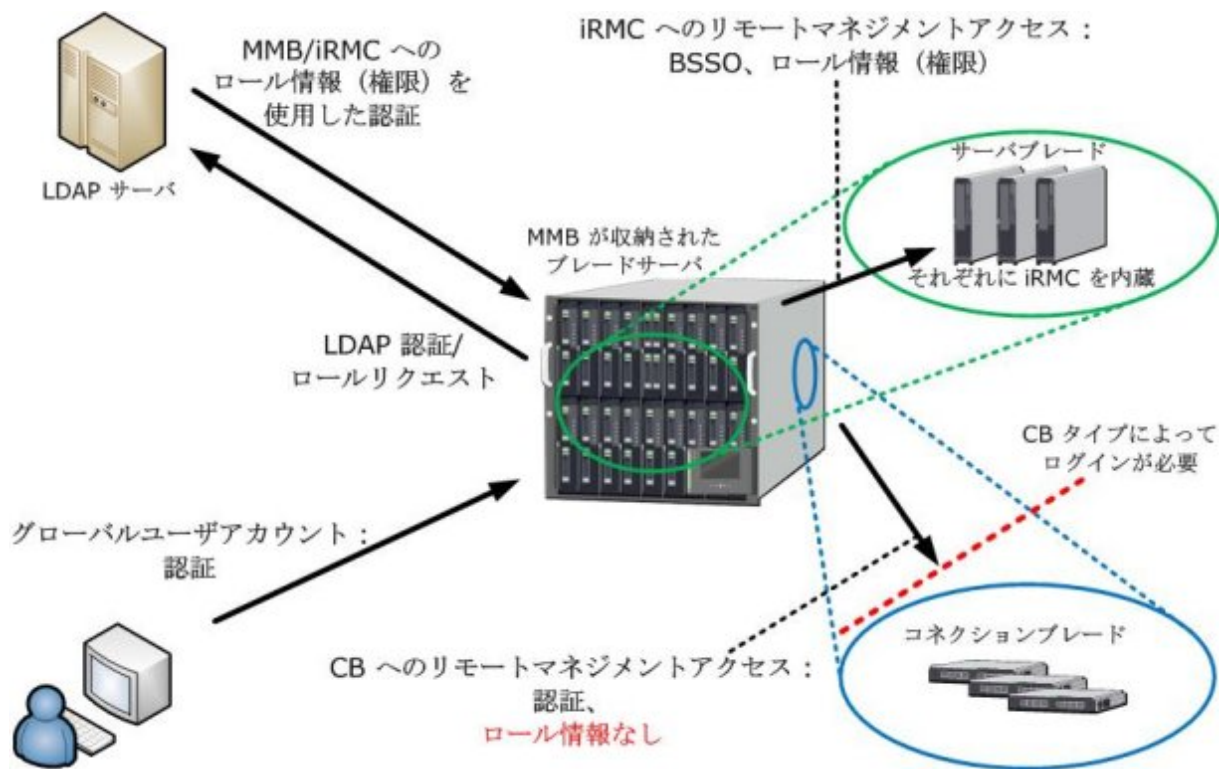 MMB/iRMC への
ロール情報（権限）を
使用した認証
LDAP サーバ
iRMC へのリモートマネジメントアクセス：
BSSO、ロール情報（権限）
サーバブレード
それぞれに iRMC を内蔵
MMB が収納された
ブレードサーバ
LDAP 認証/
ロールリクエスト
CB タイプによって
ログインが必要
グローバルユーザアカウント：
認証
コネクションブレード
CB へのリモートマネジメントアクセス：
認証、
ロール情報なし